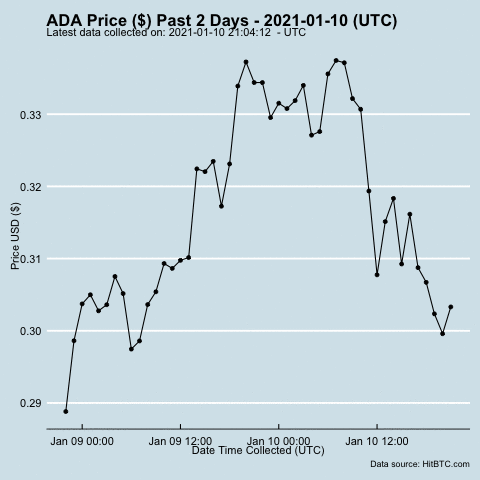 ADA Price ($) Past 2 Days - 2021-01-10 (UTC)
Latest data collected on: 2021-01-10 21:04:12 - UTC
Price USD ($)
0.33
0.32
0.31
0.30
0.29
Jan 09 00:00 Jan 09 12:00 Jan 10 00:00 Jan 10 12:00
Date Time Collected (UTC)
Data source: HitBTC.com